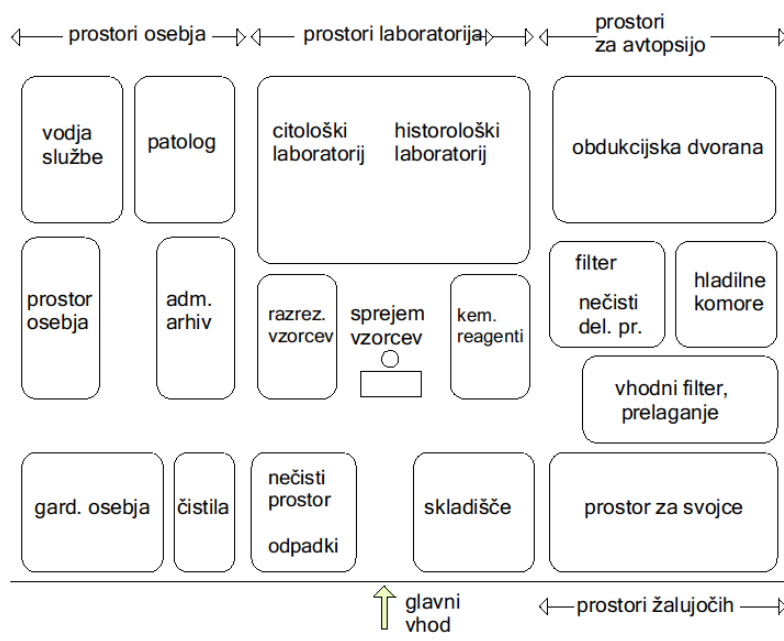 prostori osebja
prostori laboratorija
prostori
za avtopsijo
vodja
službe
patolog
citološki
laboratorij
historološki
laboratorij
obdukcijska dvorana
prostor
osebja
adm.
arhiv
razrez.
vzorcev
sprejem
vzorcev
kem.
reagenti
filter
nečisti
del. pr.
hladilne
komore
vhodni filter,
prelaganje
gard. osebja
čistila
nečisti
prostor
odpadki
skladišče
prostor za svojce
glavni
vhod
prostori žalujočih